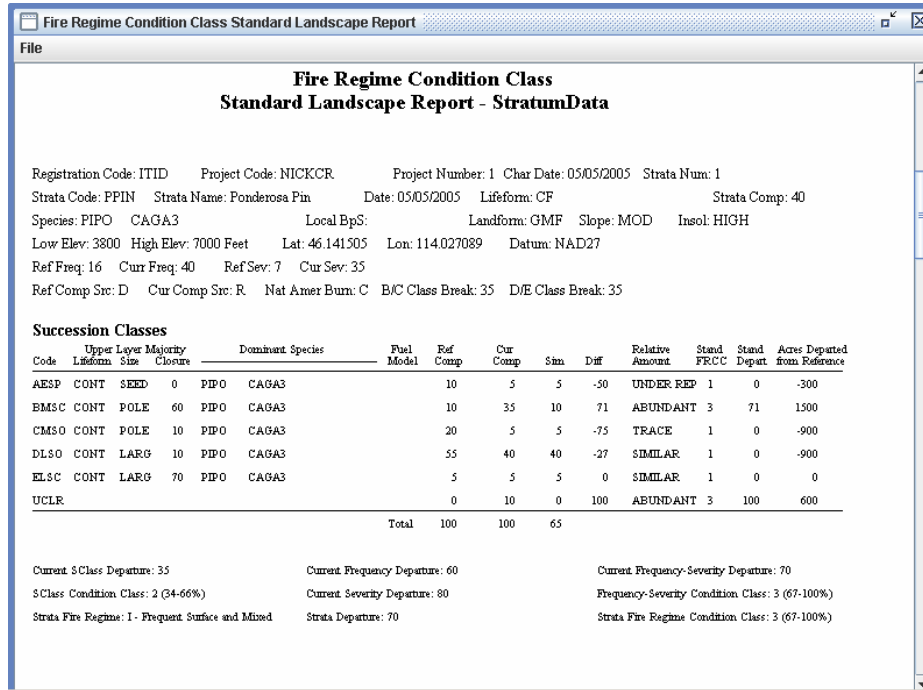 Fire Regime Condition Class Standard Landscape Report
File
Fire Regime Condition Class
Standard Landscape Report - StratumData
Registration Code: ITID Project Code: NICKCR Project Number: 1 Char Date: 05/05/2005 Strata Num: 1
Strata Code: PPIN Strata Name: Ponderosa Pin Date: 05/05/2005 Lifeform: CF Strata Comp: 40
Species: PIPO CAGA3 Local BpS: Landform: GMF Slope: MOD Insol: HIGH
Low Elev: 3800 High Elev: 7000 Feet Lat: 46.141505 Lon: 114.027089 Datum: NAD27
Ref Freq: 16 Curr Freq: 40 Ref Sev: 7 Cur Sev: 35
Ref Comp Src: D Cur Comp Src: R Nat Amer Burn: C B/C Class Break: 35 D/E Class Break: 35
Succession Classes
Upper Layer Majority Dominant Species Fuel Ref Cur Relative Stand Stand Acres Departed
Code Lifeform Size Closure Model Comp Comp Sim Diff Amount FRCC Depart from Reference
AESP CONT SEED 0 PIPO CAGA3 10 5 5 -50 UNDER REP 1 0 -300
BMSC CONT POLE 60 PIPO CAGA3 10 35 10 71 ABUNDANT 3 71 1500
CMSO CONT POLE 10 PIPO CAGA3 20 5 5 -75 TRACE 1 0 -900
DLSO CONT LARG 10 PIPO CAGA3 55 40 40 -27 SIMILAR 1 0 -900
ELSC CONT LARG 70 PIPO CAGA3 5 5 5 0 SIMILAR 1 0 0
UCLR 0 10 0 100 ABUNDANT 3 100 600
Total 100 100 65
Current SClass Departure: 35 Current Frequency Departure: 60 Current Frequency-Severity Departure: 70
SClass Condition Class: 2 (34-66%) Current Severity Departure: 80 Frequency-Severity Condition Class: 3 (67-100%)
Strata Fire Regime: I - Frequent Surface and Mixed Strata Departure: 70 Strata Fire Regime Condition Class: 3 (67-100%)